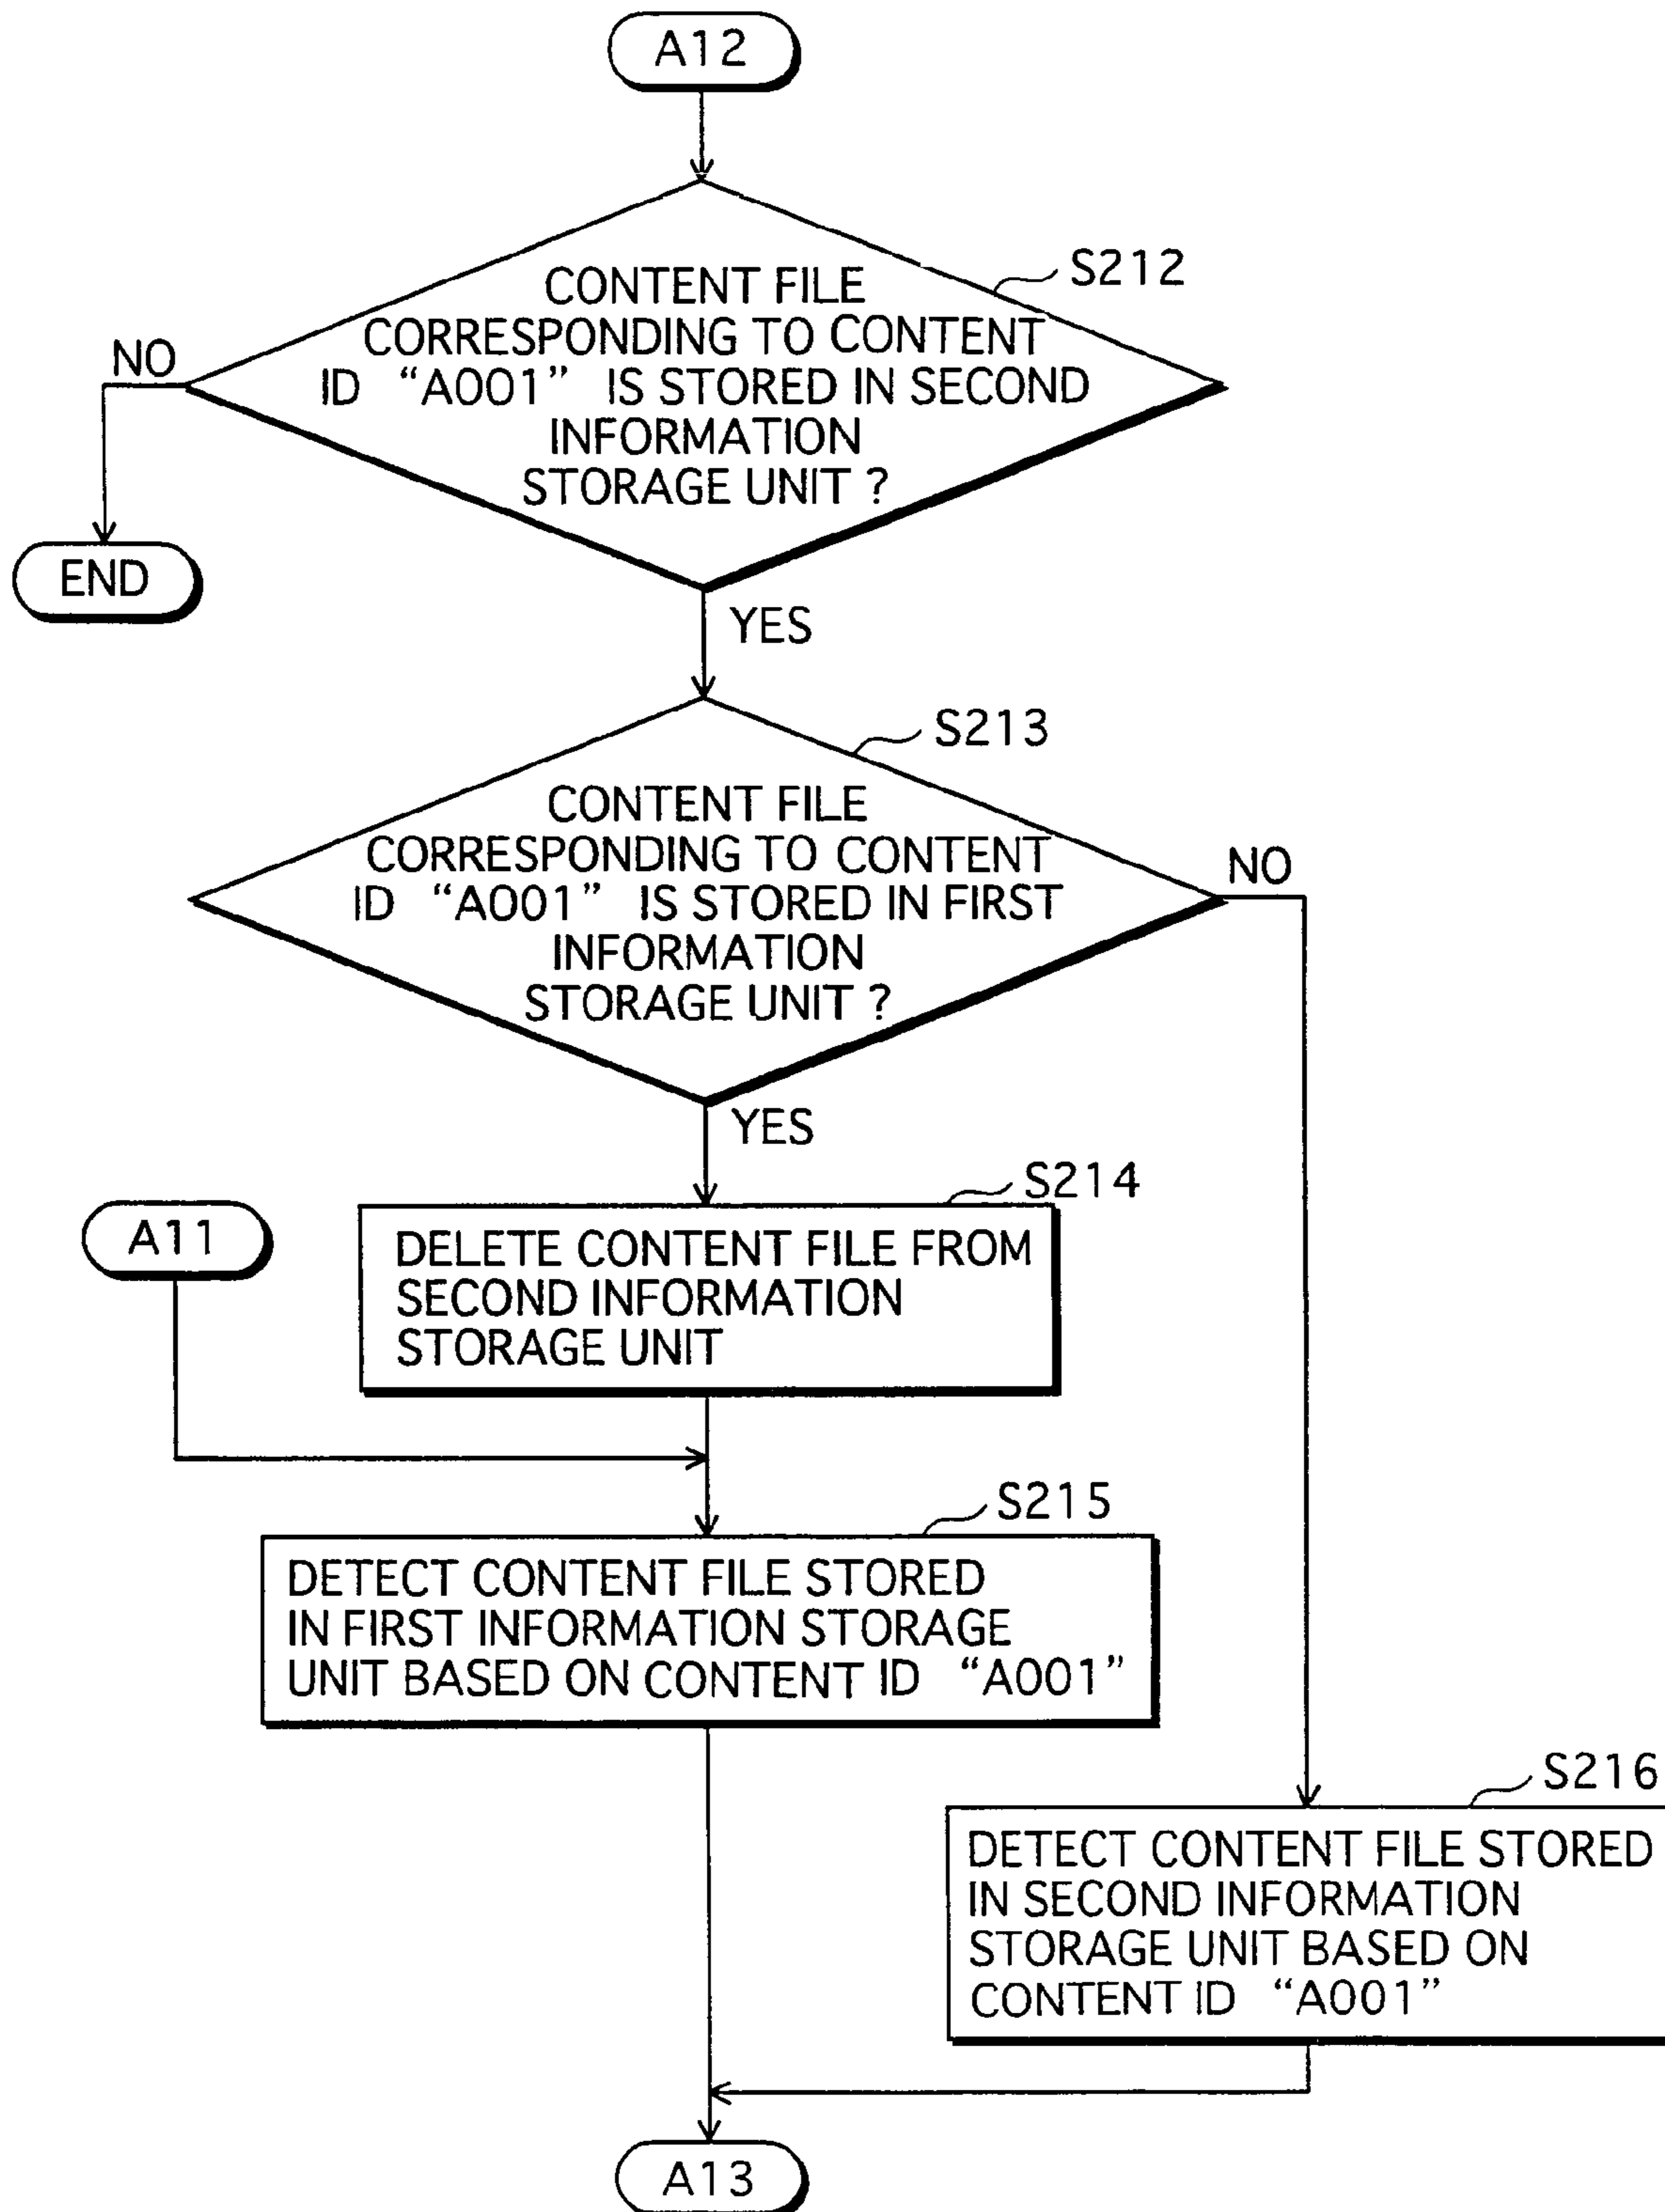 A12
S212
CONTENT FILE
CORRESPONDING TO CONTENT
ID “A001” IS STORED IN SECOND
INFORMATION
STORAGE UNIT ?
NO
END
YES
S213
CONTENT FILE
CORRESPONDING TO CONTENT
ID “A001” IS STORED IN FIRST
INFORMATION
STORAGE UNIT ?
NO
YES
S214
A11
DELETE CONTENT FILE FROM
SECOND INFORMATION
STORAGE UNIT
S215
DETECT CONTENT FILE STORED
IN FIRST INFORMATION STORAGE
UNIT BASED ON CONTENT ID “A001”
S216
DETECT CONTENT FILE STORED
IN SECOND INFORMATION
STORAGE UNIT BASED ON
CONTENT ID “A001”
A13